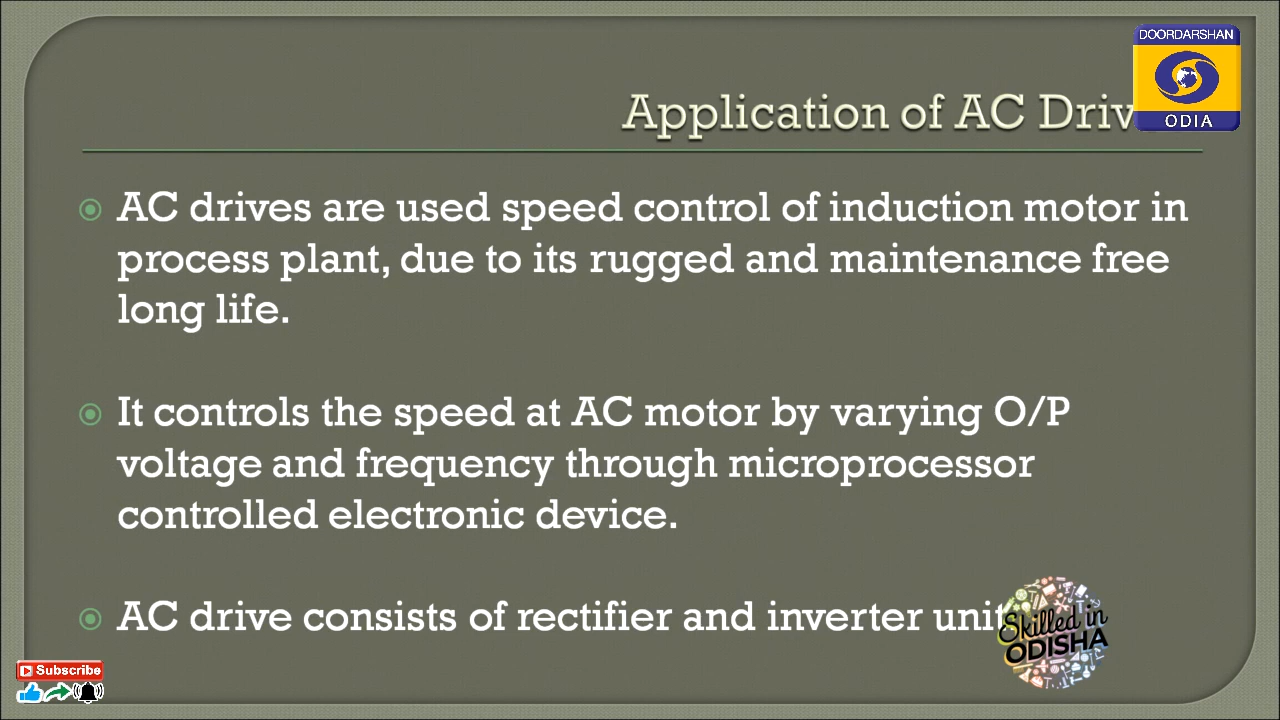 DOORDARSHAN
ODIA
Application of AC
AC drives are used speed control of induction motor in
process plant, due to its rugged and maintenance free
long life.
It controls the speed at AC motor by varying O/P
voltage and frequency through microprocessor
controlled electronic device.
AC drive consists of rectifier and inverter unit
Skilled in
ODISHA
Subscribe